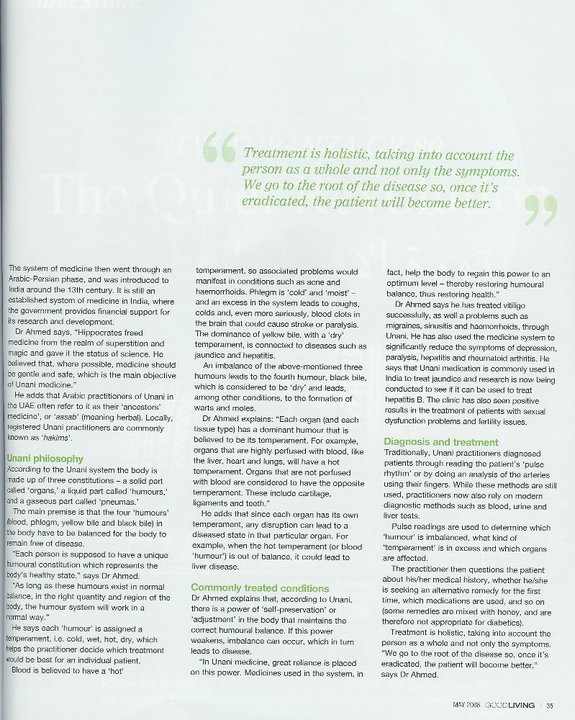 Treatment is holistic, taking into account the
person as a whole and not only the symptoms.
We go to the root of the disease so, once it's
eradicated, the patient will become better.
The system of medicine then went through an
Arabic-Persian phase, and was introduced to
India around the 13th century. It is still an
established system of medicine in India, where
the government provides financial support for
its research and development.
Dr Ahmed says, "Hippocrates freed
medicine from the realm of superstition and
magic and gave it the status of science. He
believed that, where possible, medicine should
be gentle and safe, which is the main objective
of Unani medicine."
He adds that Arabic practitioners of Unani in
the UAE often refer to it as their 'ancestors'
medicine', or 'aasab' (meaning herbal). Locally,
registered Unani practitioners are commonly
known as 'hakims'.
Unani philosophy
According to the Unani system the body is
made up of three constitutions – a solid part
called 'organs,' a liquid part called 'humours,'
and a gaseous part called 'pneumas.'
The main premise is that the four 'humours'
(blood, phlegm, yellow bile and black bile) in
the body have to be balanced for the body to
remain free of disease.
"Each person is supposed to have a unique
humoural constitution which represents the
body's healthy state," says Dr Ahmed.
"As long as these humours exist in normal
balance, in the right quantity and region of the
body, the humour system will work in a
normal way."
He says each 'humour' is assigned a
temperament, i.e. cold, wet, hot, dry, which
helps the practitioner decide which treatment
would be best for an individual patient.
Blood is believed to have a 'hot'
temperament, so associated problems would
manifest in conditions such as acne and
haemorrhoids. Phlegm is 'cold' and 'moist' –
and an excess in the system leads to coughs,
colds and, even more seriously, blood clots in
the brain that could cause stroke or paralysis.
The dominance of yellow bile, with a 'dry'
temperament, is connected to diseases such as
jaundice and hepatitis.
An imbalance of the above-mentioned three
humours leads to the fourth humour, black bile,
which is considered to be 'dry' and leads,
among other conditions, to the formation of
warts and moles.
Dr Ahmed explains: "Each organ (and each
tissue type) has a dominant humour that is
believed to be its temperament. For example,
organs that are highly perfused with blood, like
the liver, heart and lungs, will have a hot
temperament. Organs that are not perfused
with blood are considered to have the opposite
temperament. These include cartilage,
ligaments and teeth."
He adds that since each organ has its own
temperament, any disruption can lead to a
diseased state in that particular organ. For
example, when the hot temperament (or blood
'humour') is out of balance, it could lead to
liver disease.
Commonly treated conditions
Dr Ahmed explains that, according to Unani,
there is a power of 'self-preservation' or
'adjustment' in the body that maintains the
correct humoural balance. If this power
weakens, imbalance can occur, which in turn
leads to disease.
"In Unani medicine, great reliance is placed
on this power. Medicines used in the system, in
fact, help the body to regain this power to an
optimum level – thereby restoring humoural
balance, thus restoring health."
Dr Ahmed says he has treated vitiligo
successfully, as well a problems such as
migraines, sinusitis and haemorrhoids, through
Unani. He has also used the medicine system to
significantly reduce the symptoms of depression,
paralysis, hepatitis and rheumatoid arthritis. He
says that Unani medication is commonly used in
India to treat jaundice and research is now being
conducted to see if it can be used to treat
hepatitis B. The clinic has also seen positive
results in the treatment of patients with sexual
dysfunction problems and fertility issues.
Diagnosis and treatment
Traditionally, Unani practitioners diagnosed
patients through reading the patient's 'pulse
rhythm' or by doing an analysis of the arteries
using their fingers. While these methods are still
used, practitioners now also rely on modern
diagnostic methods such as blood, urine and
liver tests.
Pulse readings are used to determine which
'humour' is imbalanced, what kind of
'temperament' is in excess and which organs
are affected.
The practitioner then questions the patient
about his/her medical history, whether he/she
is seeking an alternative remedy for the first
time, which medications are used, and so on
(some remedies are mixed with honey, and are
therefore not appropriate for diabetics).
Treatment is holistic, taking into account the
person as a whole and not only the symptoms.
"We go to the root of the disease so, once it's
eradicated, the patient will become better,"
says Dr Ahmed.
MAY 2008 GOODLIVING | 35